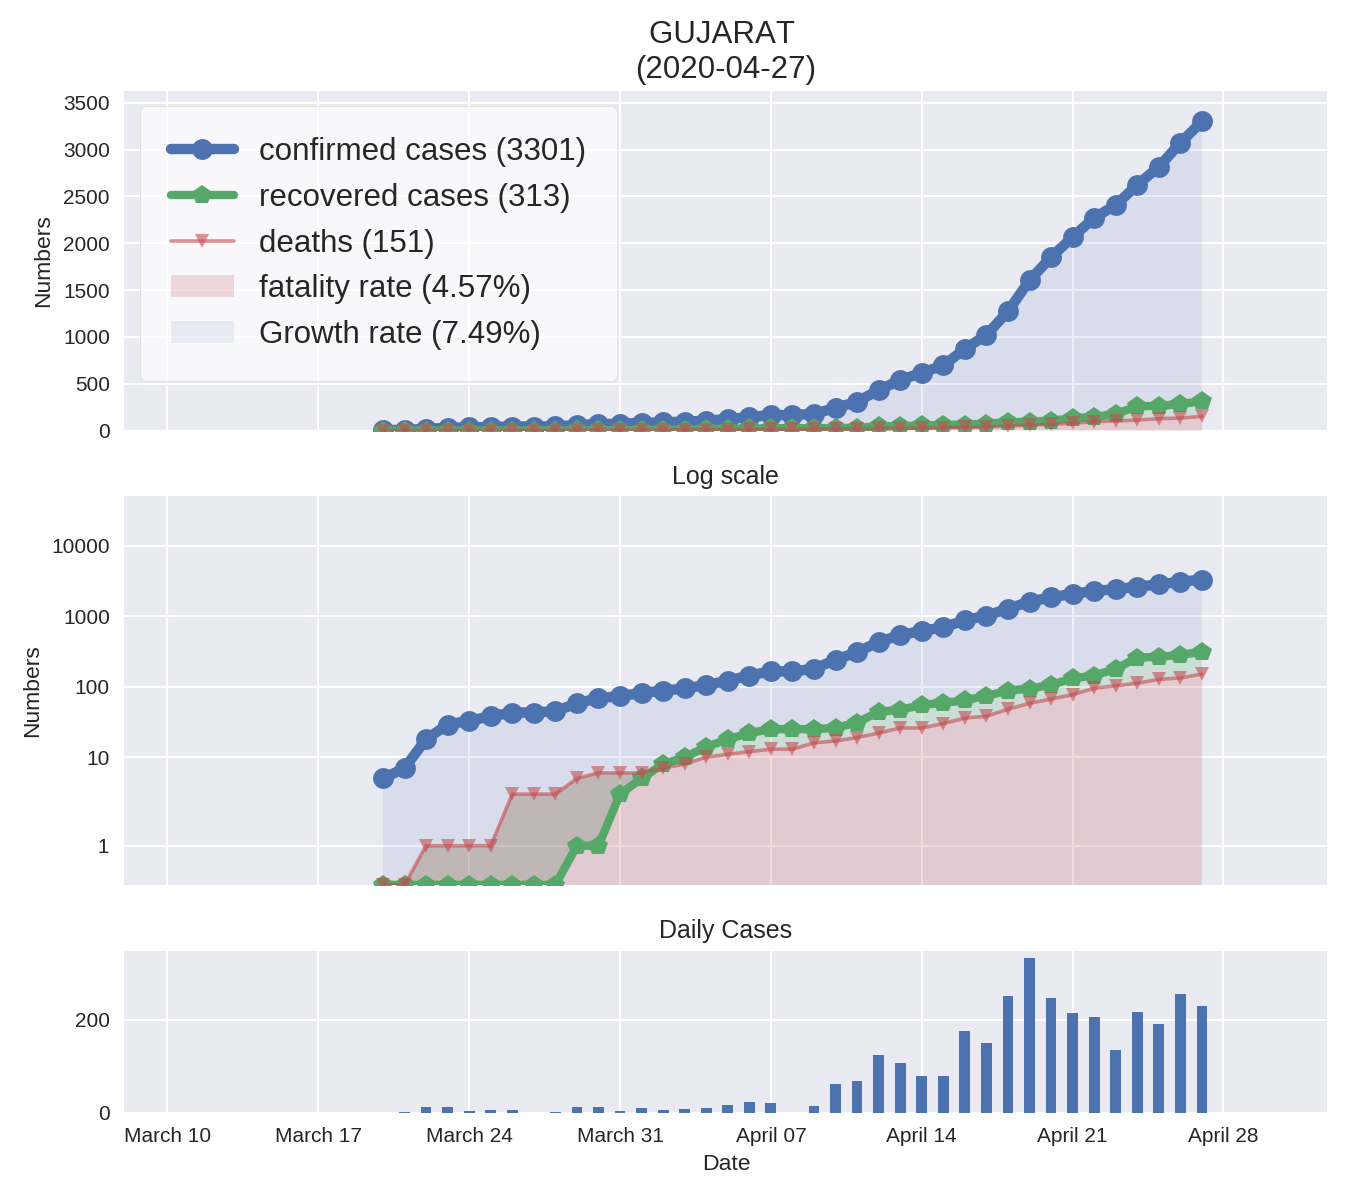 GUJARAT
(2020-04-27)
3500
3000
2500
2000
1500
1000
500
0
Numbers
confirmed cases (3301)
recovered cases (313)
deaths (151)
fatality rate (4.57%)
Growth rate (7.49%)
Log scale
10000
1000
100
10
1
Numbers
Daily Cases
200
0
March 10 March 17 March 24 March 31 April 07 April 14 April 21 April 28
Date